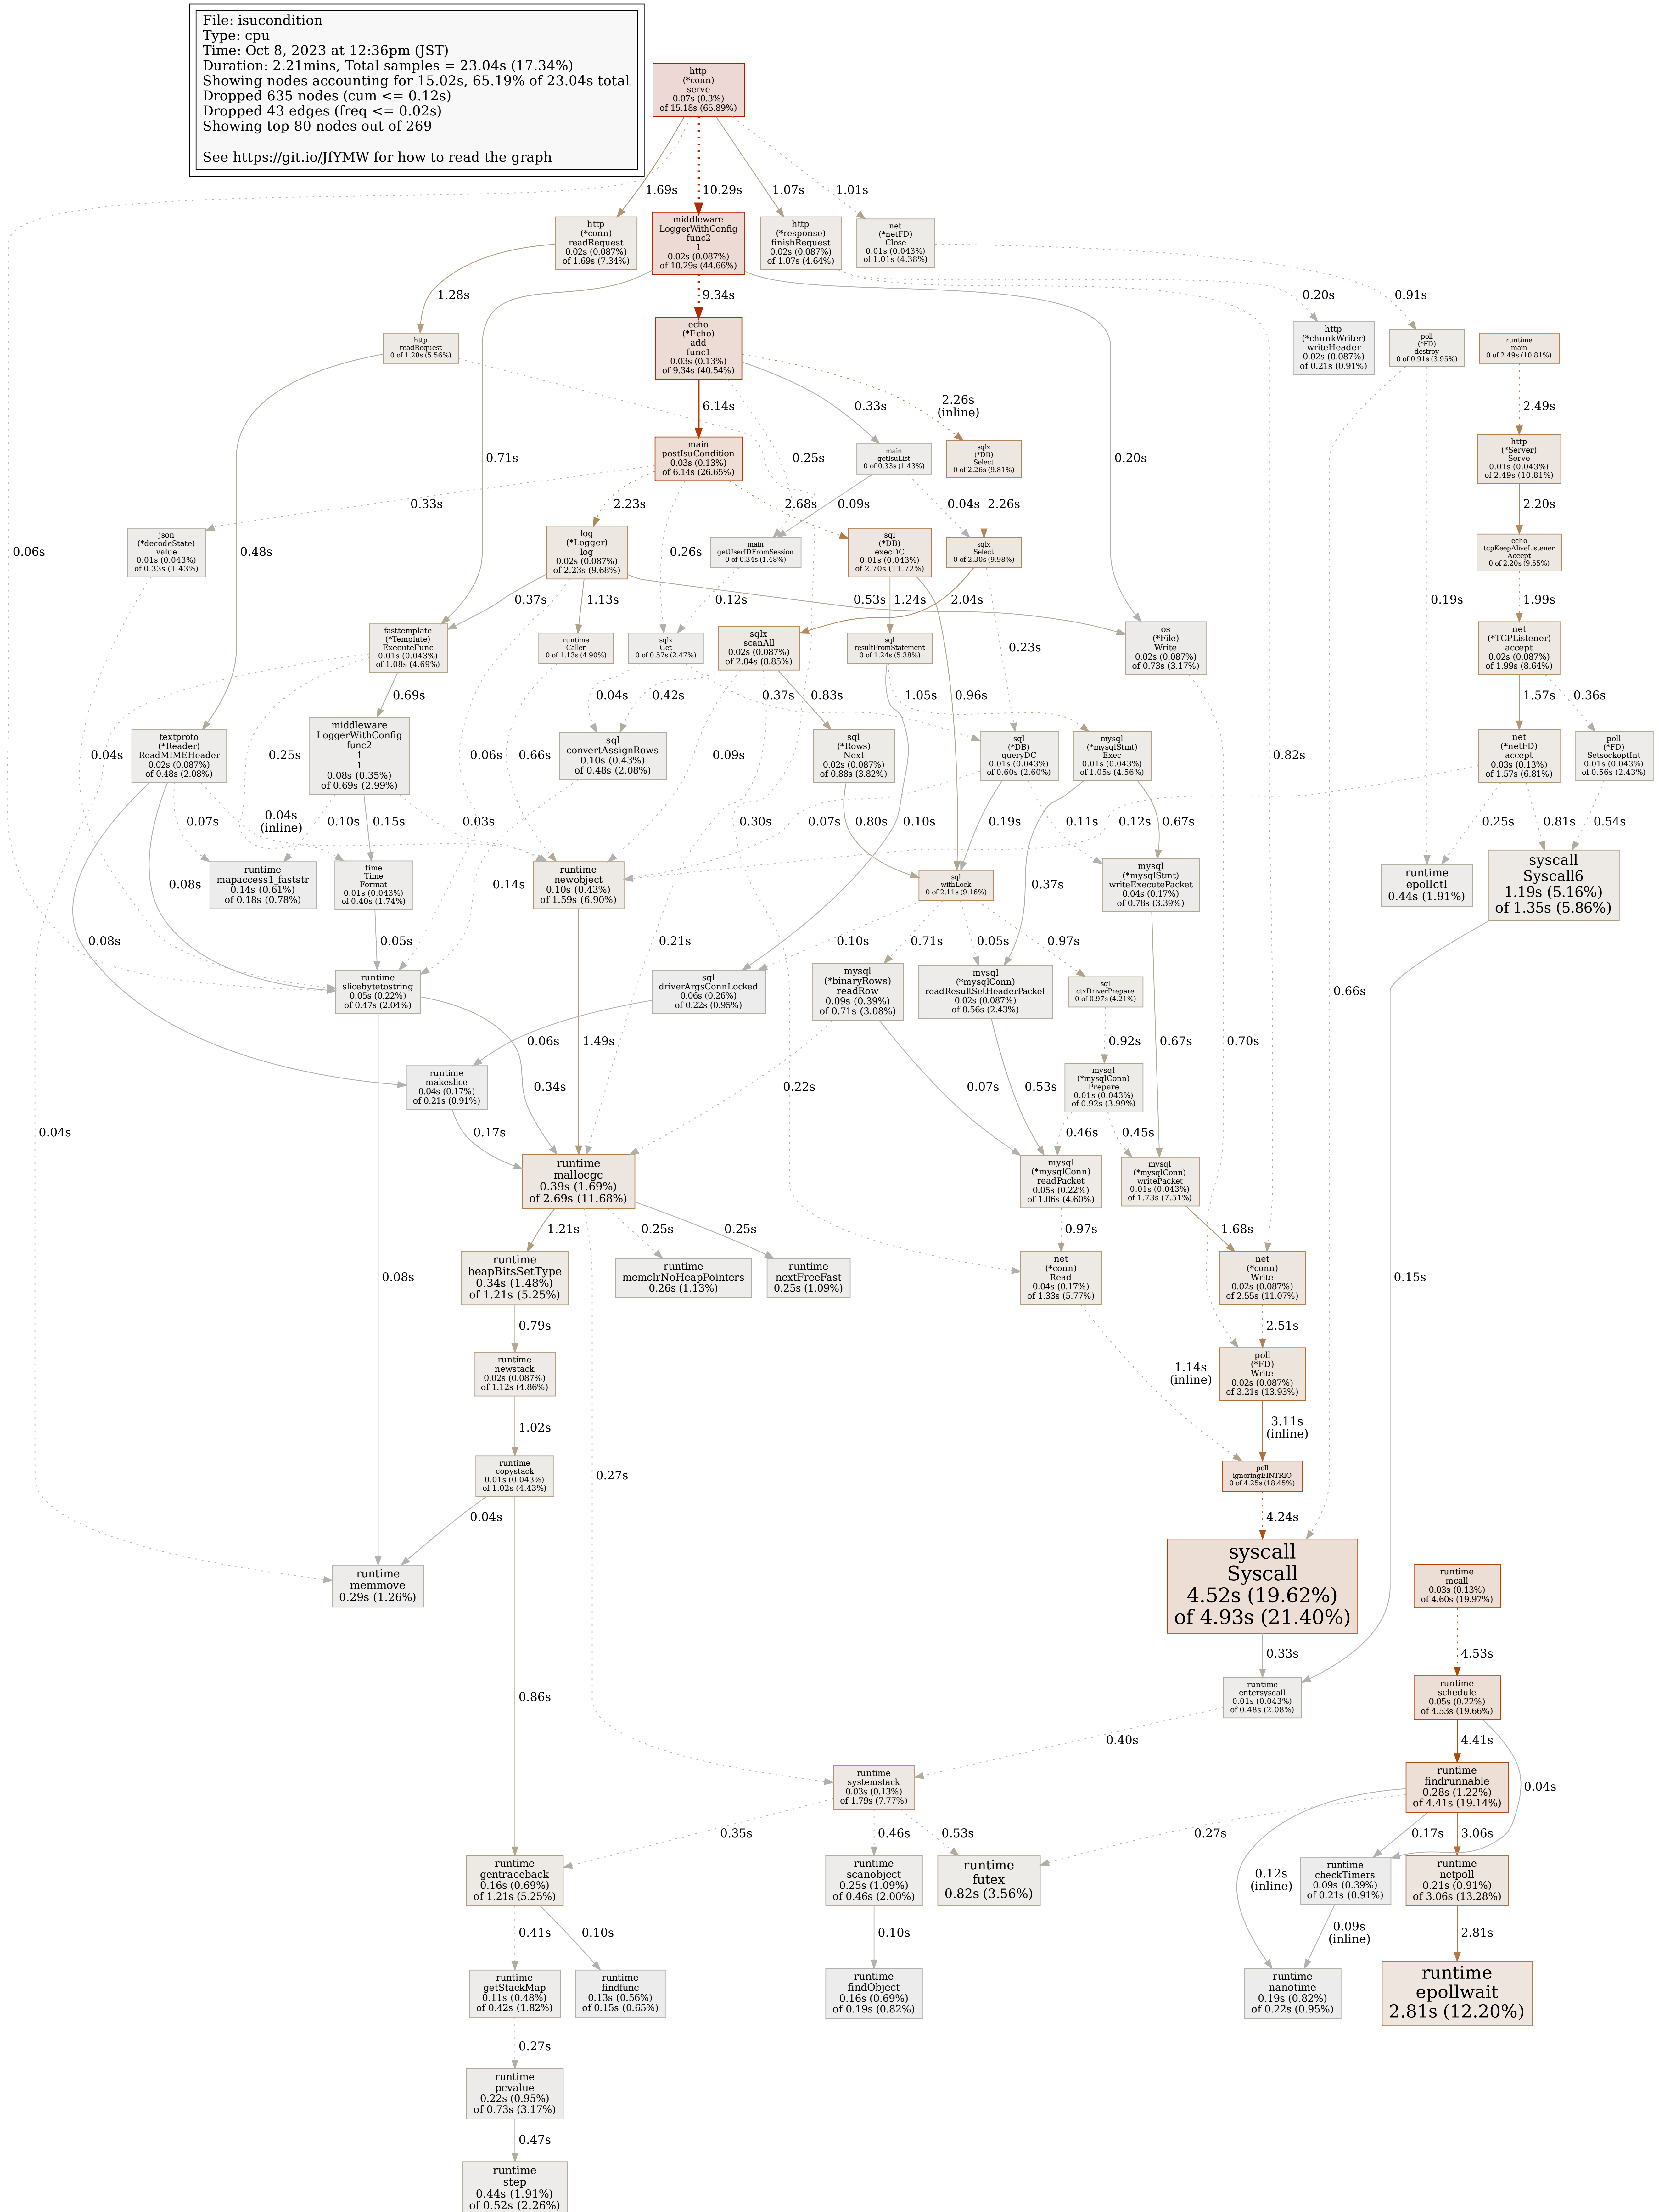 File: isucondition
Type: cpu
Time: Oct 8, 2023 at 12:36pm (JST)
Duration: 2.21mins, Total samples = 23.04s (17.34%)
Showing nodes accounting for 15.02s, 65.19% of 23.04s total
Dropped 635 nodes (cum <= 0.12s)
Dropped 43 edges (freq <= 0.02s)
Showing top 80 nodes out of 269
See https://git.io/JfYMW for how to read the graph
http
(*conn)
serve
0.07s (0.3%)
of 15.18s (65.89%)
1.69s
10.29s
1.07s
1.01s
http
(*conn)
readRequest
0.02s (0.087%)
of 1.69s (7.34%)
middleware
LoggerWithConfig
func2
1
0.02s (0.087%)
of 10.29s (44.66%)
http
(*response)
finishRequest
0.02s (0.087%)
of 1.07s (4.64%)
net
(*netFD)
Close
0.01s (0.043%)
of 1.01s (4.38%)
1.28s
9.34s
0.20s
0.91s
http
readRequest
0 of 1.28s (5.56%)
echo
(*Echo)
add
func1
0.03s (0.13%)
of 9.34s (40.54%)
http
(*chunkWriter)
writeHeader
0.02s (0.087%)
of 0.21s (0.91%)
poll
(*FD)
destroy
0 of 0.91s (3.95%)
runtime
main
0 of 2.49s (10.81%)
6.14s
0.33s
2.26s
(inline)
2.49s
0.71s
0.25s
0.20s
main
postIsuCondition
0.03s (0.13%)
of 6.14s (26.65%)
main
getIsuList
0 of 0.33s (1.43%)
sqlx
(*DB)
Select
0 of 2.26s (9.81%)
http
(*Server)
Serve
0.01s (0.043%)
of 2.49s (10.81%)
0.33s
2.23s
2.68s
0.09s
0.04s
2.26s
2.20s
0.06s
0.48s
0.26s
json
(*decodeState)
value
0.01s (0.043%)
of 0.33s (1.43%)
log
(*Logger)
log
0.02s (0.087%)
of 2.23s (9.68%)
main
getUserIDFromSession
0 of 0.34s (1.48%)
sql
(*DB)
execDC
0.01s (0.043%)
of 2.70s (11.72%)
sqlx
Select
0 of 2.30s (9.98%)
echo
tcpKeepAliveListener
Accept
0 of 2.20s (9.55%)
0.37s
1.13s
0.12s
0.53s
1.24s
2.04s
0.19s
1.99s
fasttemplate
(*Template)
ExecuteFunc
0.01s (0.043%)
of 1.08s (4.69%)
runtime
Caller
0 of 1.13s (4.90%)
sqlx
Get
0 of 0.57s (2.47%)
sqlx
scanAll
0.02s (0.087%)
of 2.04s (8.85%)
sql
resultFromStatement
0 of 1.24s (5.38%)
0.23s
os
(*File)
Write
0.02s (0.087%)
of 0.73s (3.17%)
net
(*TCPListener)
accept
0.02s (0.087%)
of 1.99s (8.64%)
0.69s
0.04s
0.42s
0.37s
0.83s
1.05s
0.96s
1.57s
0.36s
textproto
(*Reader)
ReadMIMEHeader
0.02s (0.087%)
of 0.48s (2.08%)
0.04s
0.25s
middleware
LoggerWithConfig
func2
1
1
0.08s (0.35%)
of 0.69s (2.99%)
0.06s
0.66s
sql
convertAssignRows
0.10s (0.43%)
of 0.48s (2.08%)
0.09s
sql
(*Rows)
Next
0.02s (0.087%)
of 0.88s (3.82%)
sql
(*DB)
queryDC
0.01s (0.043%)
of 0.60s (2.60%)
mysql
(*mysqlStmt)
Exec
0.01s (0.043%)
of 1.05s (4.56%)
0.82s
net
(*netFD)
accept
0.03s (0.13%)
of 1.57s (6.81%)
poll
(*FD)
SetsockoptInt
0.01s (0.043%)
of 0.56s (2.43%)
0.07s
0.04s
(inline)
0.10s
0.15s
0.03s
0.30s
0.07s
0.80s
0.10s
0.19s
0.11s
0.12s
0.67s
0.25s
0.81s
0.54s
0.08s
runtime
mapaccess1_faststr
0.14s (0.61%)
of 0.18s (0.78%)
time
Time
Format
0.01s (0.043%)
of 0.40s (1.74%)
0.14s
runtime
newobject
0.10s (0.43%)
of 1.59s (6.90%)
sql
withLock
0 of 2.11s (9.16%)
0.37s
mysql
(*mysqlStmt)
writeExecutePacket
0.04s (0.17%)
of 0.78s (3.39%)
runtime
epollctl
0.44s (1.91%)
syscall
Syscall6
1.19s (5.16%)
of 1.35s (5.86%)
0.08s
0.05s
0.21s
0.10s
0.71s
0.05s
0.97s
runtime
slicebytetostring
0.05s (0.22%)
of 0.47s (2.04%)
sql
driverArgsConnLocked
0.06s (0.26%)
of 0.22s (0.95%)
mysql
(*binaryRows)
readRow
0.09s (0.39%)
of 0.71s (3.08%)
mysql
(*mysqlConn)
readResultSetHeaderPacket
0.02s (0.087%)
of 0.56s (2.43%)
sql
ctxDriverPrepare
0 of 0.97s (4.21%)
0.66s
0.06s
1.49s
0.92s
0.67s
0.70s
runtime
makeslice
0.04s (0.17%)
of 0.21s (0.91%)
0.34s
0.22s
0.07s
0.53s
mysql
(*mysqlConn)
Prepare
0.01s (0.043%)
of 0.92s (3.99%)
0.04s
0.17s
0.46s
0.45s
runtime
mallocgc
0.39s (1.69%)
of 2.69s (11.68%)
mysql
(*mysqlConn)
readPacket
0.05s (0.22%)
of 1.06s (4.60%)
mysql
(*mysqlConn)
writePacket
0.01s (0.043%)
of 1.73s (7.51%)
1.21s
0.25s
0.25s
0.97s
1.68s
0.08s
runtime
heapBitsSetType
0.34s (1.48%)
of 1.21s (5.25%)
runtime
memclrNoHeapPointers
0.26s (1.13%)
runtime
nextFreeFast
0.25s (1.09%)
net
(*conn)
Read
0.04s (0.17%)
of 1.33s (5.77%)
net
(*conn)
Write
0.02s (0.087%)
of 2.55s (11.07%)
0.15s
0.79s
2.51s
runtime
newstack
0.02s (0.087%)
of 1.12s (4.86%)
1.14s
(inline)
poll
(*FD)
Write
0.02s (0.087%)
of 3.21s (13.93%)
1.02s
3.11s
(inline)
runtime
copystack
0.01s (0.043%)
of 1.02s (4.43%)
0.27s
poll
ignoringEINTRIO
0 of 4.25s (18.45%)
0.04s
4.24s
runtime
memmove
0.29s (1.26%)
syscall
Syscall
4.52s (19.62%)
of 4.93s (21.40%)
runtime
mcall
0.03s (0.13%)
of 4.60s (19.97%)
0.33s
4.53s
0.86s
runtime
entersyscall
0.01s (0.043%)
of 0.48s (2.08%)
runtime
schedule
0.05s (0.22%)
of 4.53s (19.66%)
0.40s
4.41s
runtime
systemstack
0.03s (0.13%)
of 1.79s (7.77%)
runtime
findrunnable
0.28s (1.22%)
of 4.41s (19.14%)
0.04s
0.35s
0.46s
0.53s
0.27s
0.17s
3.06s
runtime
gentraceback
0.16s (0.69%)
of 1.21s (5.25%)
runtime
scanobject
0.25s (1.09%)
of 0.46s (2.00%)
runtime
futex
0.82s (3.56%)
0.12s
(inline)
runtime
checkTimers
0.09s (0.39%)
of 0.21s (0.91%)
runtime
netpoll
0.21s (0.91%)
of 3.06s (13.28%)
0.41s
0.10s
0.10s
0.09s
(inline)
2.81s
runtime
getStackMap
0.11s (0.48%)
of 0.42s (1.82%)
runtime
findfunc
0.13s (0.56%)
of 0.15s (0.65%)
runtime
findObject
0.16s (0.69%)
of 0.19s (0.82%)
runtime
nanotime
0.19s (0.82%)
of 0.22s (0.95%)
runtime
epollwait
2.81s (12.20%)
0.27s
runtime
pcvalue
0.22s (0.95%)
of 0.73s (3.17%)
0.47s
runtime
step
0.44s (1.91%)
of 0.52s (2.26%)